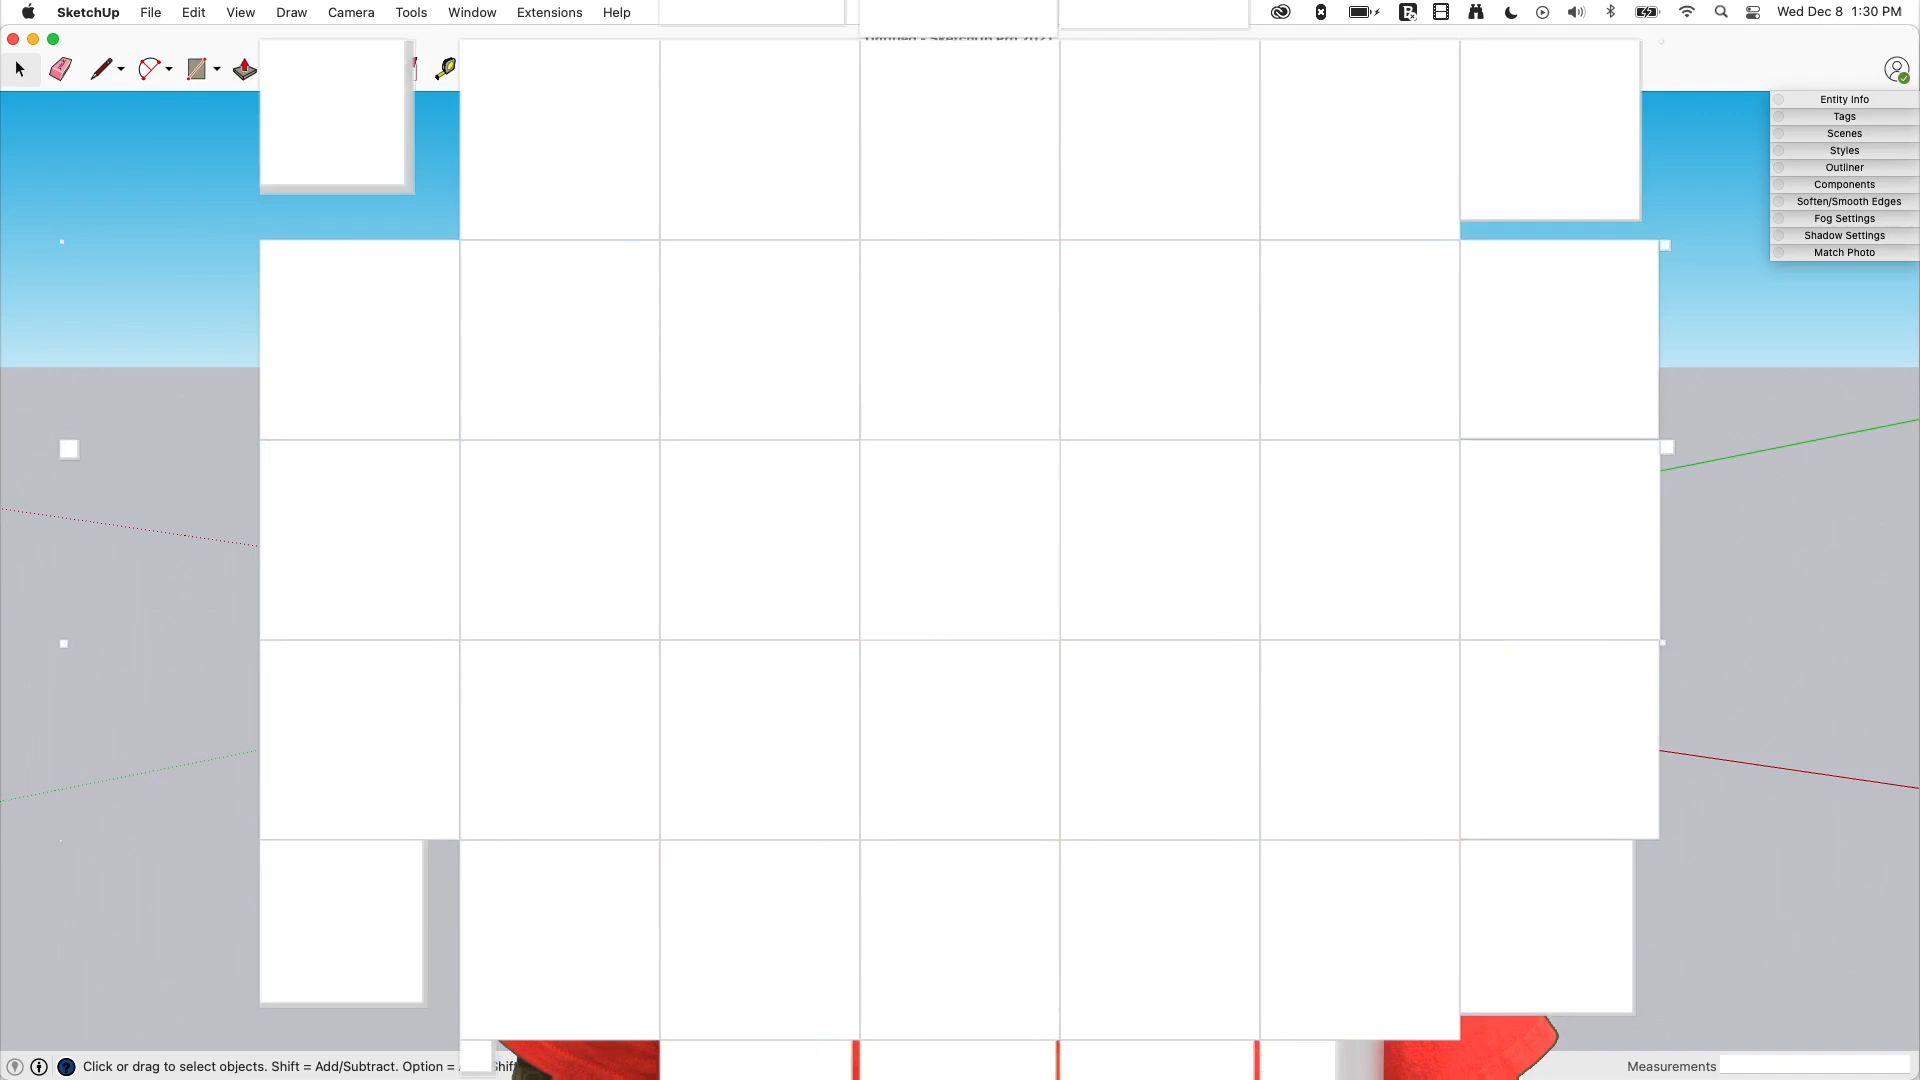 SketchUp File Edit View Draw Camera Tools Window Extensions Help Wed Dec 8 1:30 PM
Entity Info
Tags
Scenes
Styles
Outliner
Components
Soften/Smooth Edges
Fog Settings
Shadow Settings
Match Photo
Click or drag to select objects. Shift = Add/Subtract. Option =
Measurements